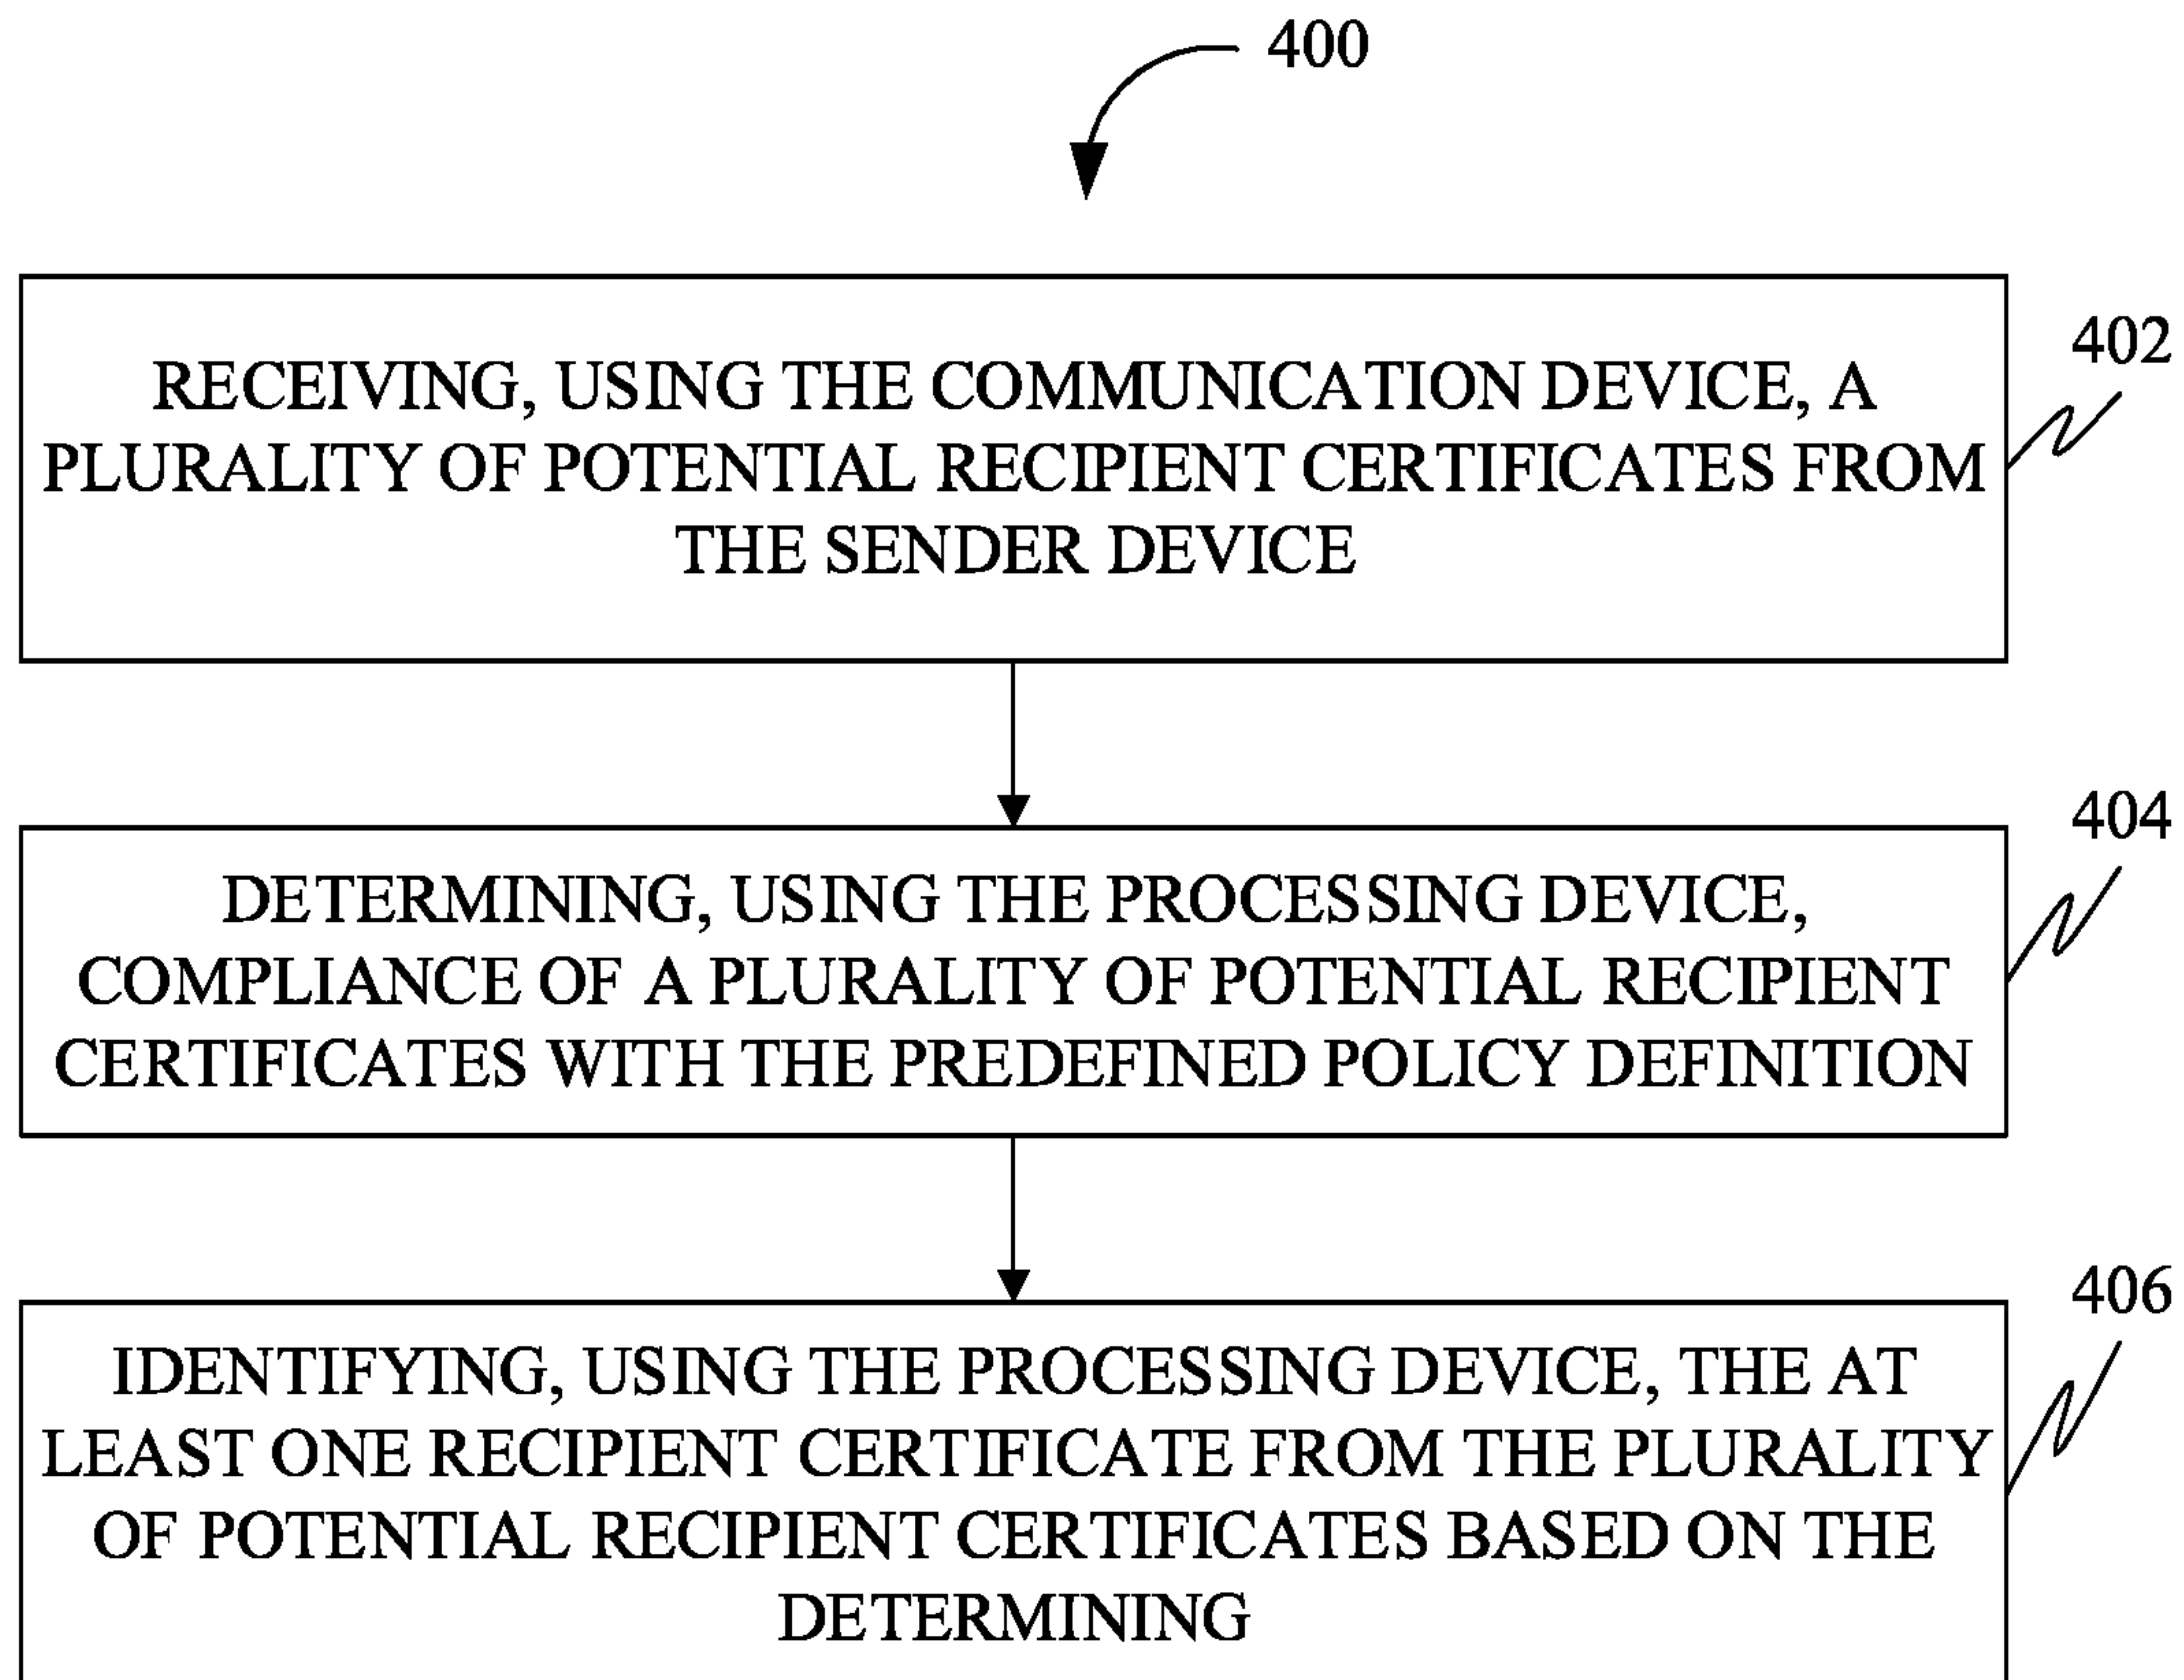 400
402
RECEIVING, USING THE COMMUNICATION DEVICE, A
PLURALITY OF POTENTIAL RECIPIENT CERTIFICATES FROM
THE SENDER DEVICE
404
DETERMINING, USING THE PROCESSING DEVICE,
COMPLIANCE OF A PLURALITY OF POTENTIAL RECIPIENT
CERTIFICATES WITH THE PREDEFINED POLICY DEFINITION
406
IDENTIFYING, USING THE PROCESSING DEVICE, THE AT
LEAST ONE RECIPIENT CERTIFICATE FROM THE PLURALITY
OF POTENTIAL RECIPIENT CERTIFICATES BASED ON THE
DETERMINING